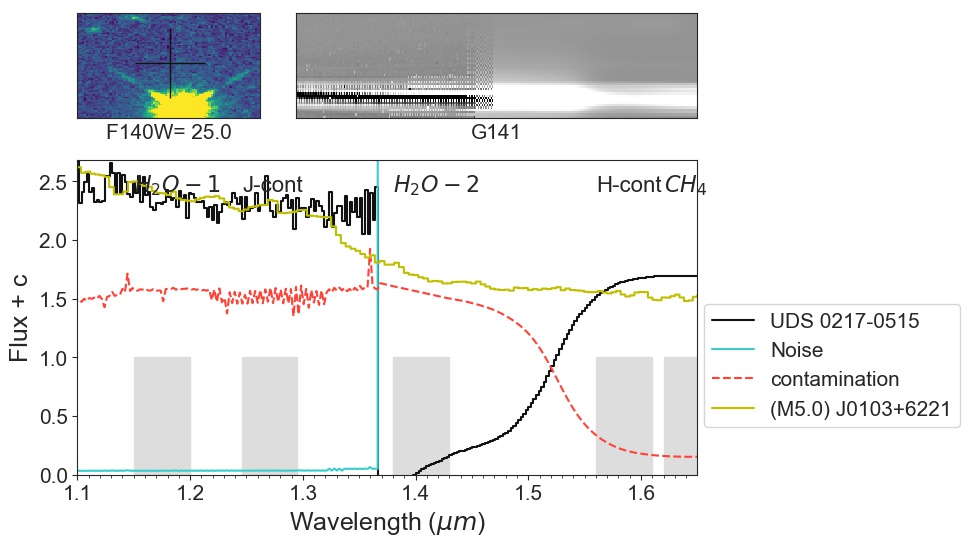 F140W= 25.0
G141
H₂O − 1 J-cont H₂O − 2 H-cont CH₄
2.5
2.0
1.5
1.0
0.5
0.0
Flux + c
1.1 1.2 1.3 1.4 1.5 1.6
Wavelength (μm)
UDS 0217-0515
Noise
contamination
(M5.0) J0103+6221